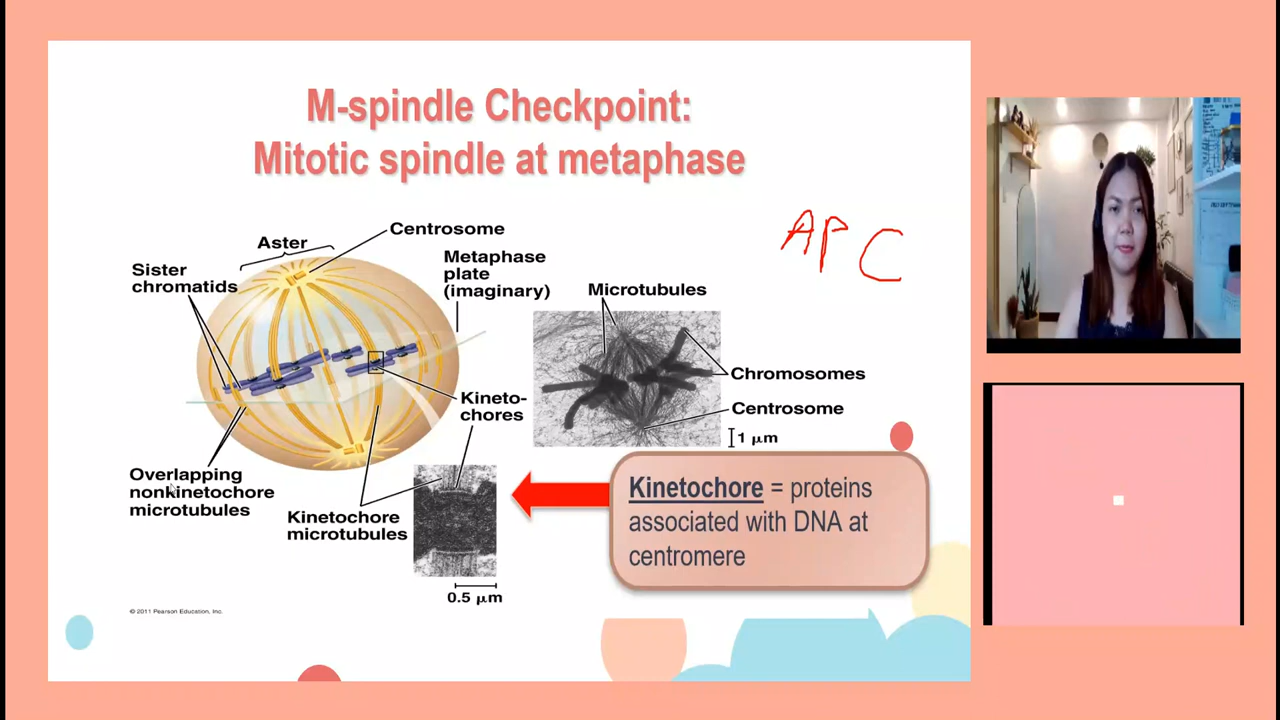 M-spindle Checkpoint:
Mitotic spindle at metaphase
APC
Centrosome
Aster
Metaphase
plate
(imaginary)
Sister
chromatids
Microtubules
Chromosomes
Kineto-
chores
Centrosome
1 µm
Overlapping
nonkinetochore
microtubules
Kinetochore
microtubules
Kinetochore = proteins
associated with DNA at
centromere
0.5 µm
© 2011 Pearson Education, Inc.